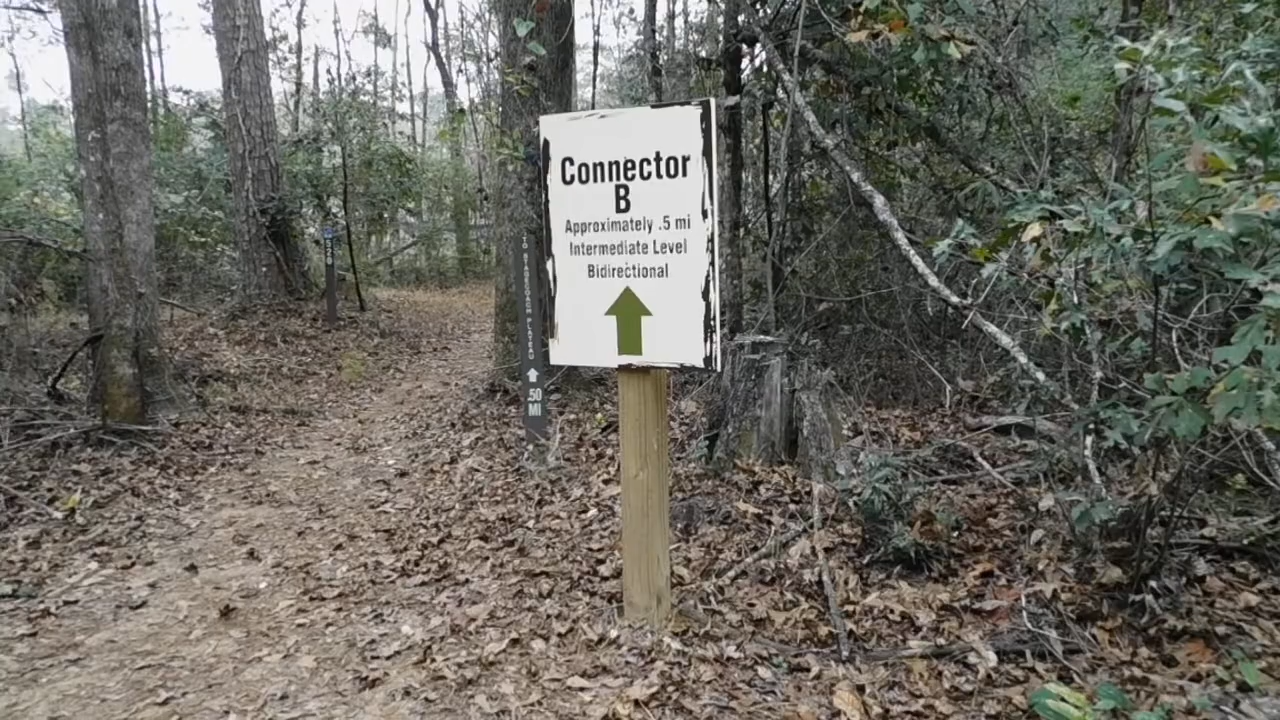 Connector
B
Approximately .5 mi
Intermediate Level
Bidirectional
TO STAGECOACH PLATEAU
.50
MI